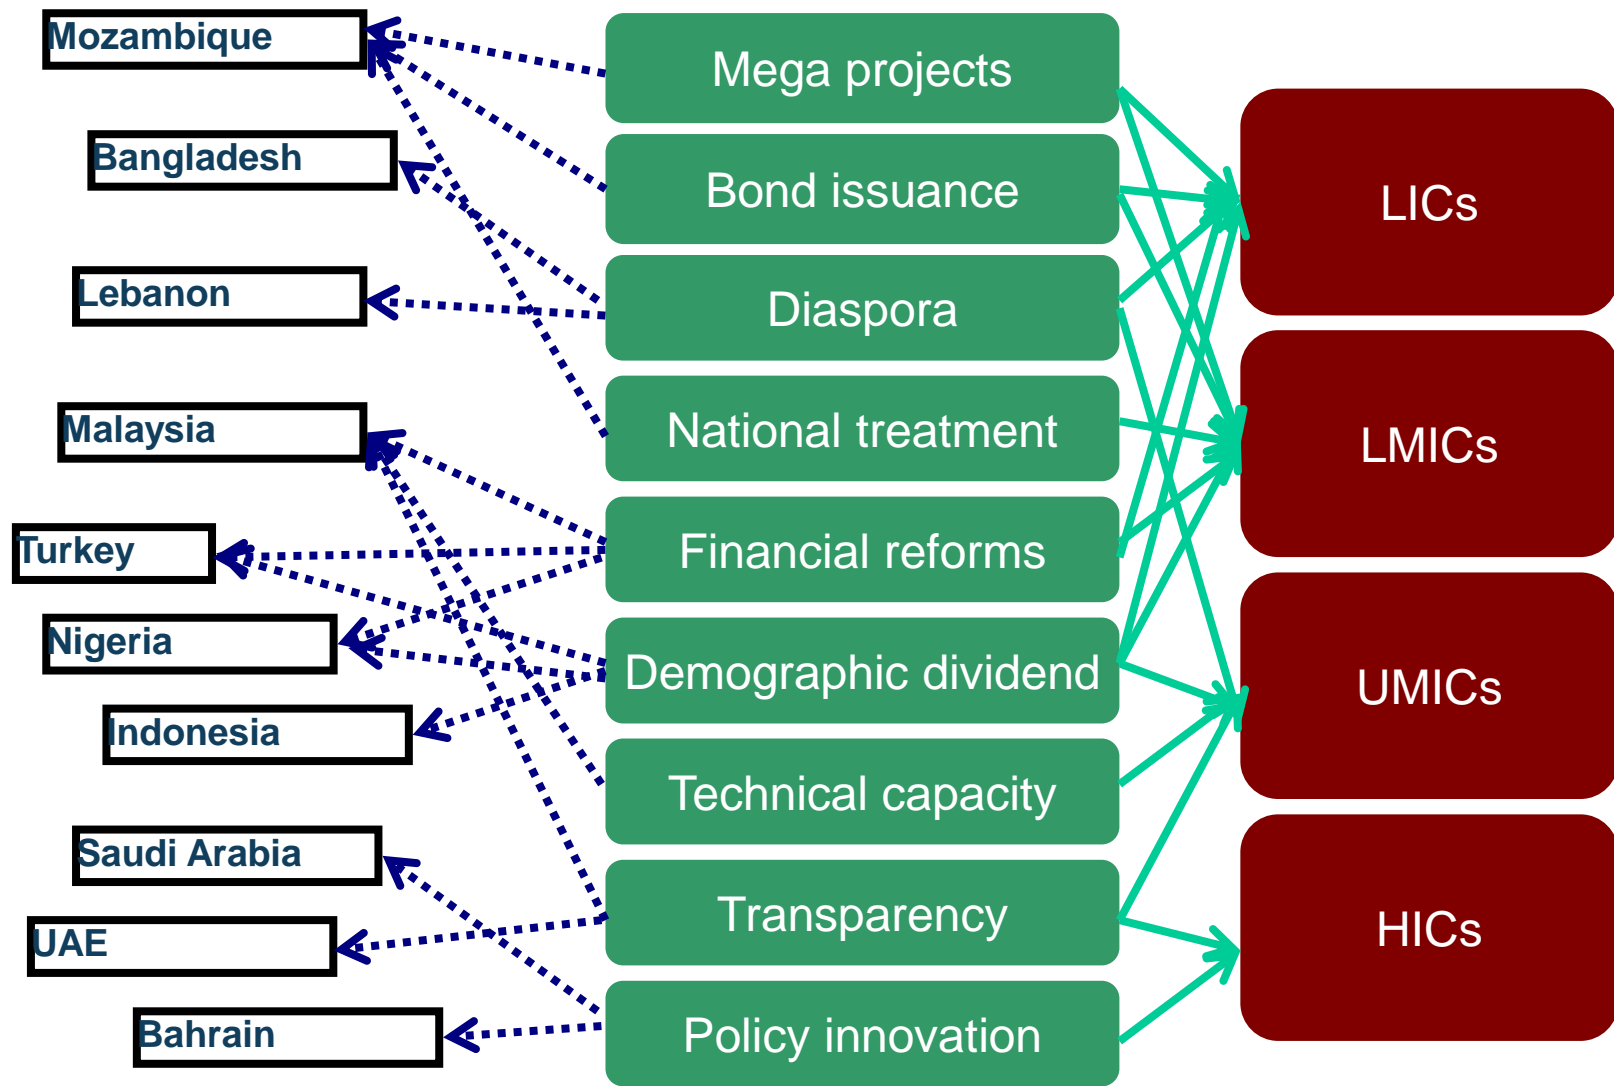 Mozambique
Bangladesh
Lebanon
Malaysia
Turkey
Nigeria
Indonesia
Saudi Arabia
UAE
Bahrain
Mega projects
Bond issuance
Diaspora
National treatment
Financial reforms
Demographic dividend
Technical capacity
Transparency
Policy innovation
LICs
LMICs
UMICs
HICs